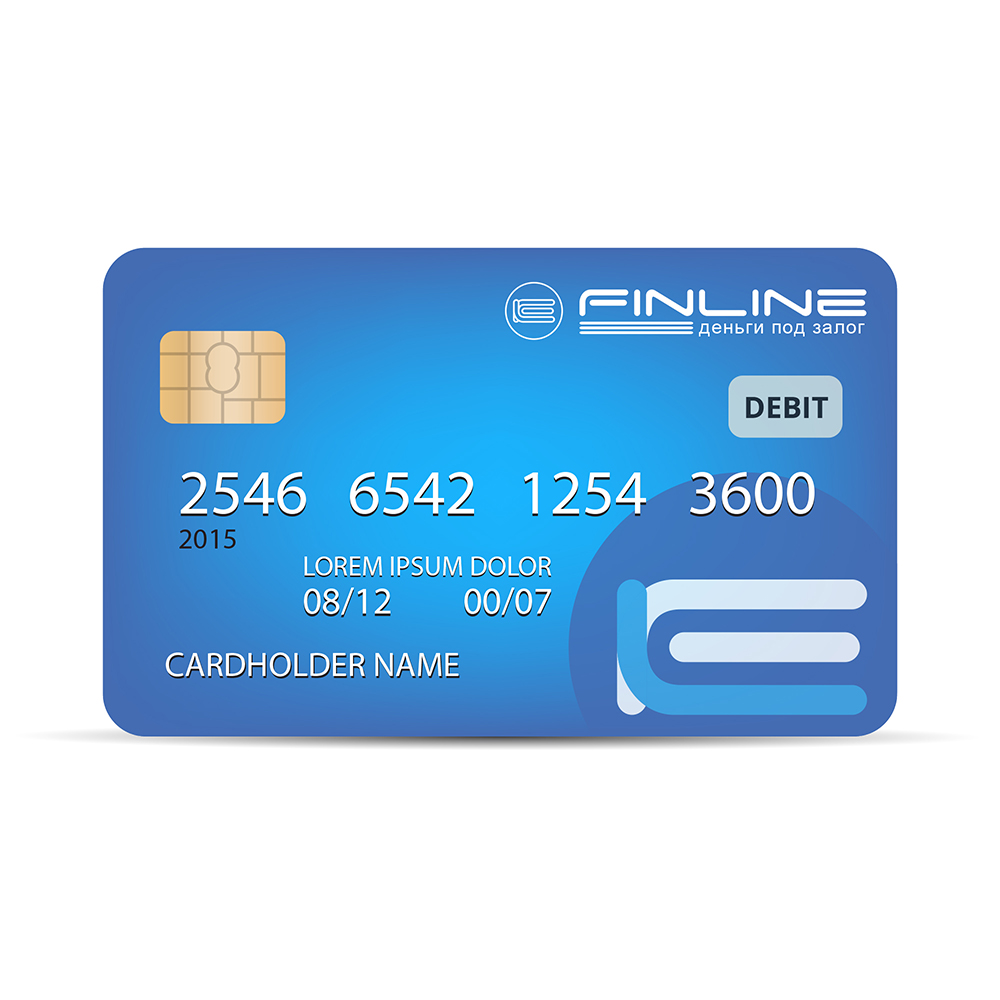 FINLINE
деньги под залог
DEBIT
2546 6542 1254 3600
2015
LOREM IPSUM DOLOR
08/12 00/07
CARDHOLDER NAME